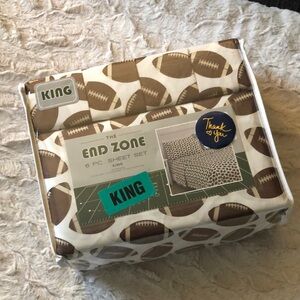 KING
THE
END ZONE
6 PC. SHEET SET
KING
KING
Thank
You